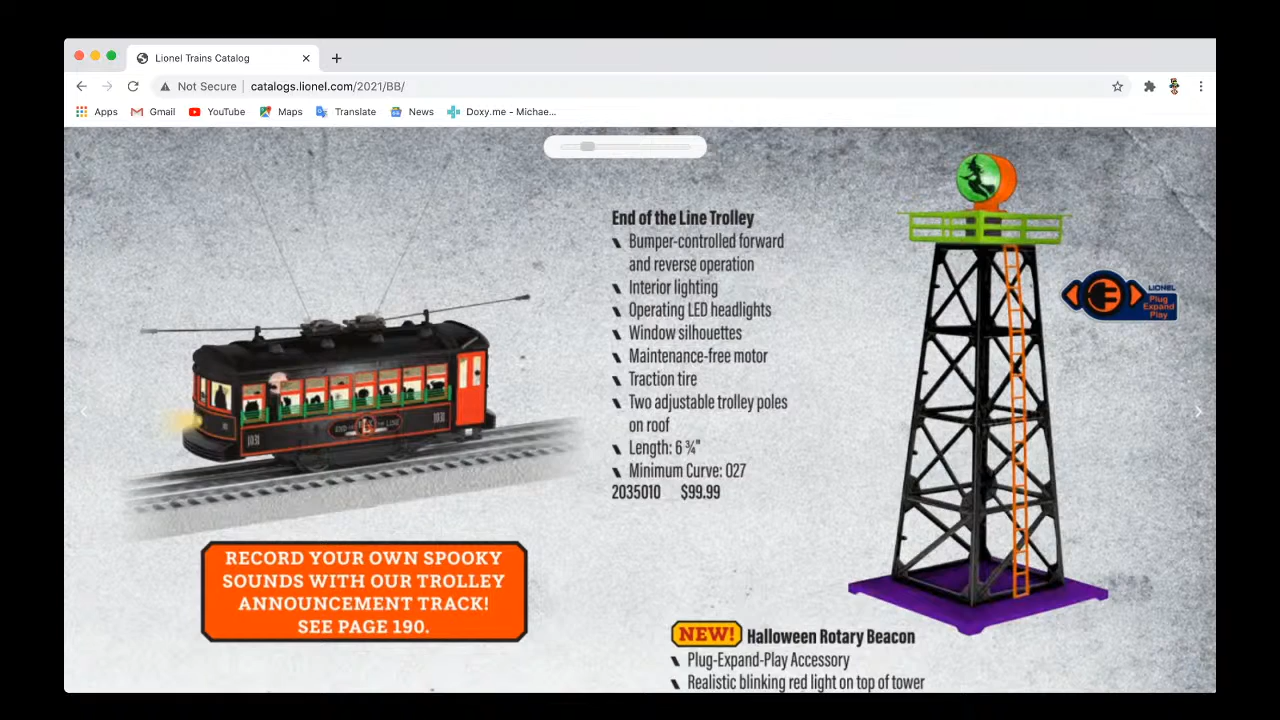 Lionel Trains Catalog
Not Secure | catalogs.lionel.com/2021/BB/
Apps Gmail YouTube Maps Translate News Doxy.me - Michae...
End of the Line Trolley
Bumper-controlled forward
and reverse operation
Interior lighting
Operating LED headlights
Window silhouettes
Maintenance-free motor
Traction tire
Two adjustable trolley poles
on roof
Length: 6 ¾"
Minimum Curve: 027
2035010 $99.99
LIONEL
Plug
Expand
Play
1031
1031
RECORD YOUR OWN SPOOKY
SOUNDS WITH OUR TROLLEY
ANNOUNCEMENT TRACK!
SEE PAGE 190.
NEW! Halloween Rotary Beacon
Plug-Expand-Play Accessory
Realistic blinking red light on top of tower